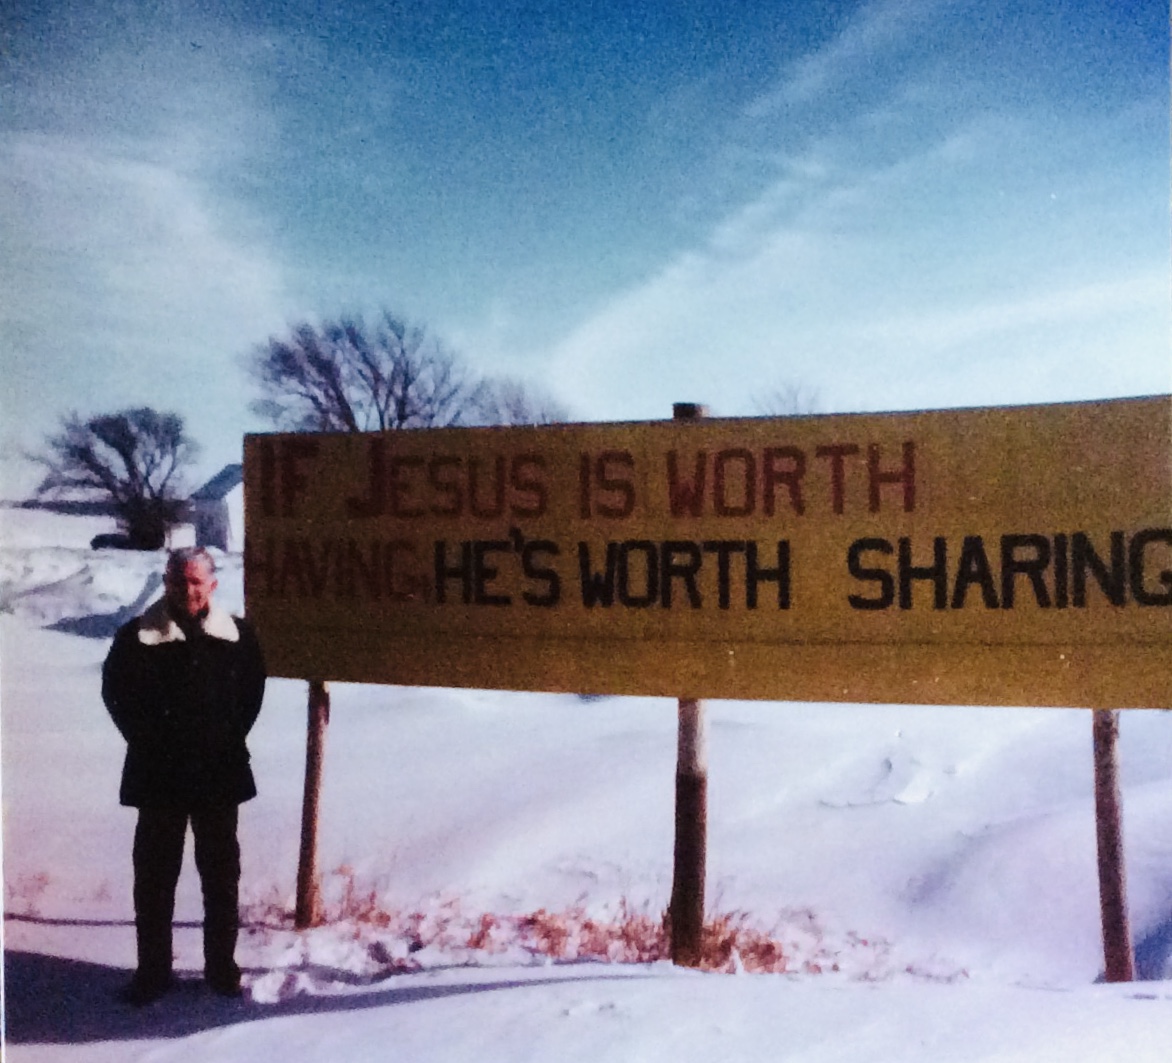 IF JESUS IS WORTH
HAVING, HE'S WORTH SHARING